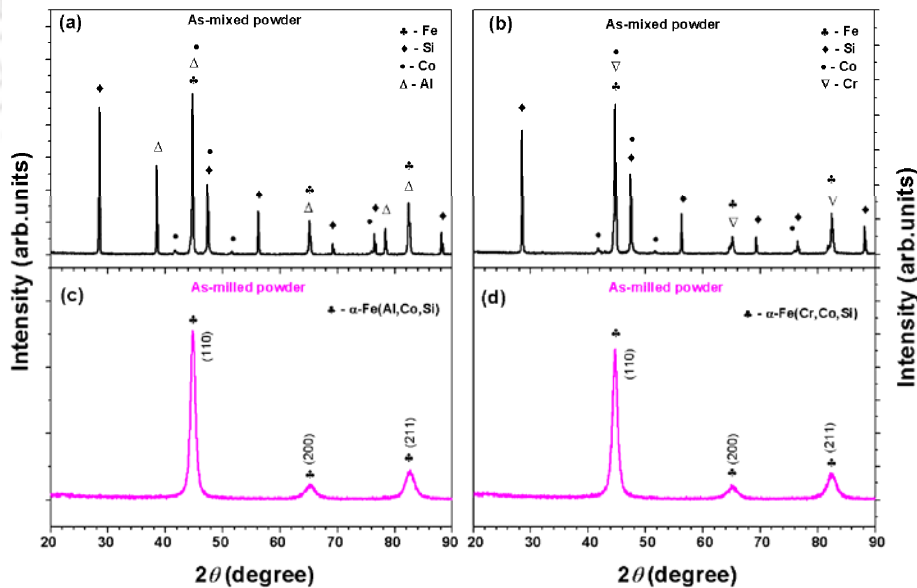 (a)
As-mixed powder
♣ - Fe
♦ - Si
• - Co
△ - Al
(b)
As-mixed powder
♣ - Fe
♦ - Si
• - Co
▽ - Cr
Intensity (arb.units)
Intensity (arb.units)
(c)
As-milled powder
♣ - α-Fe(Al,Co,Si)
(110)
(200)
(211)
(d)
As-milled powder
♣ - α-Fe(Cr,Co,Si)
(110)
(200)
(211)
20 30 40 50 60 70 80 90
20 30 40 50 60 70 80 90
2θ (degree)
2θ (degree)